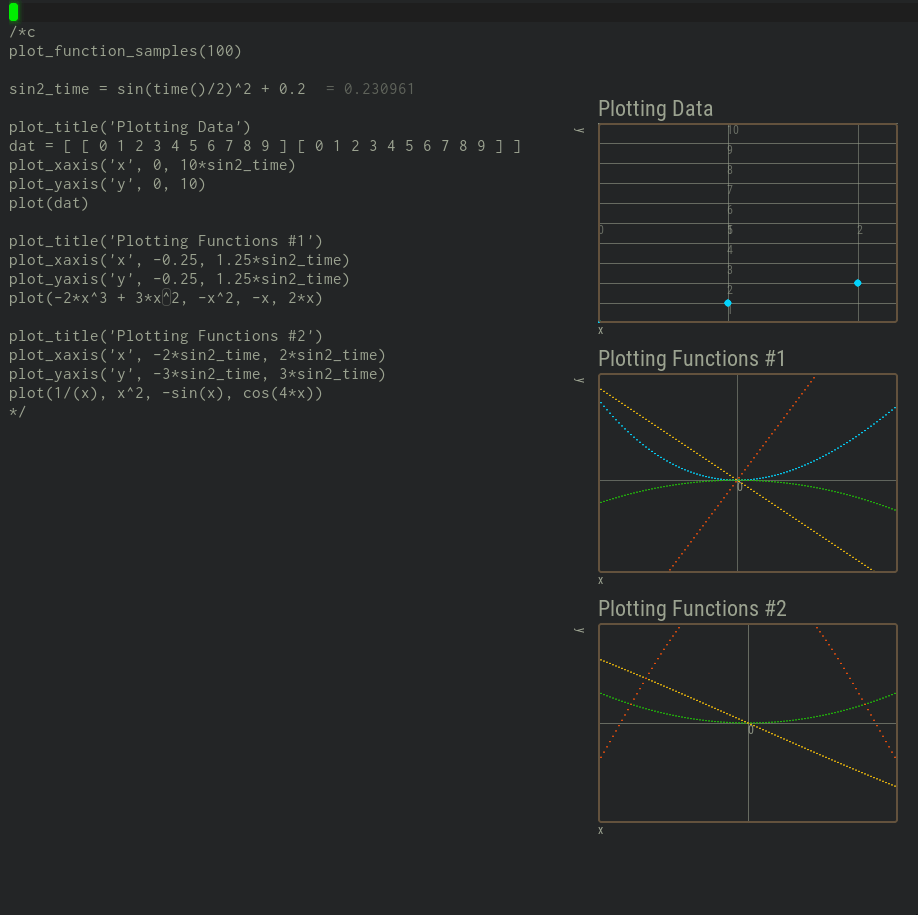 /*c
plot_function_samples(100)
sin2_time = sin(time()/2)^2 + 0.2 = 0.230961
plot_title('Plotting Data')
dat = [ [ 0 1 2 3 4 5 6 7 8 9 ] [ 0 1 2 3 4 5 6 7 8 9 ] ]
plot_xaxis('x', 0, 10*sin2_time)
plot_yaxis('y', 0, 10)
plot(dat)
plot_title('Plotting Functions #1')
plot_xaxis('x', -0.25, 1.25*sin2_time)
plot_yaxis('y', -0.25, 1.25*sin2_time)
plot(-2*x^3 + 3*x^2, -x^2, -x, 2*x)
plot_title('Plotting Functions #2')
plot_xaxis('x', -2*sin2_time, 2*sin2_time)
plot_yaxis('y', -3*sin2_time, 3*sin2_time)
plot(1/(x), x^2, -sin(x), cos(4*x))
*/
Plotting Data
y
10
9
8
7
6
0 2
4
3
2
1
x
Plotting Functions #1
y
0
x
Plotting Functions #2
y
0
x